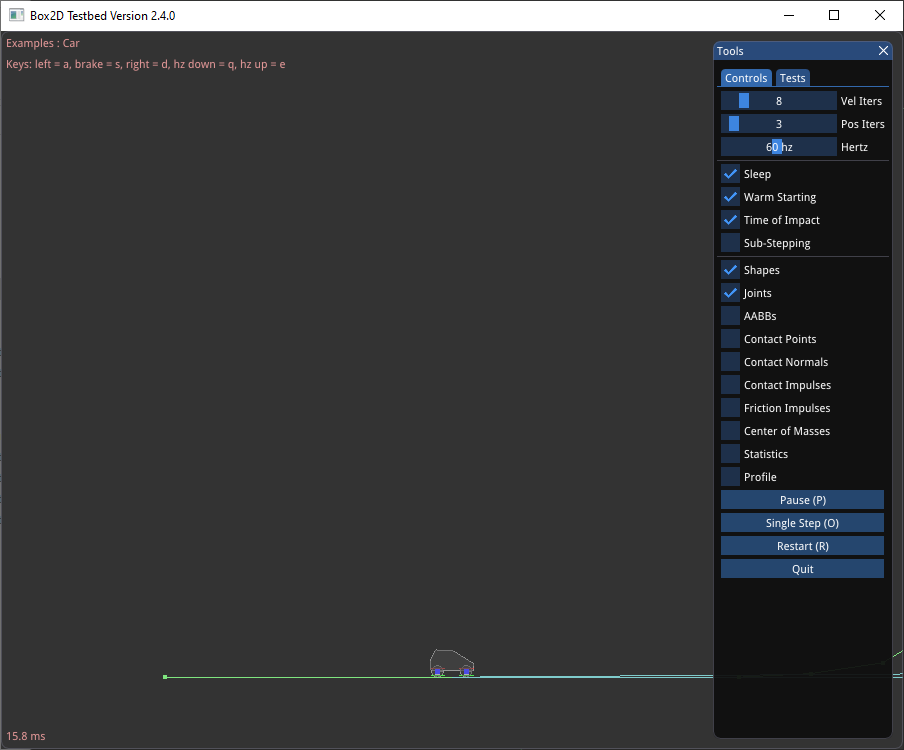 Box2D Testbed Version 2.4.0
Examples : Car
Keys: left = a, brake = s, right = d, hz down = q, hz up = e
Tools
Controls Tests
8 Vel Iters
3 Pos Iters
60 hz Hertz
Sleep
Warm Starting
Time of Impact
Sub-Stepping
Shapes
Joints
AABBs
Contact Points
Contact Normals
Contact Impulses
Friction Impulses
Center of Masses
Statistics
Profile
Pause (P)
Single Step (O)
Restart (R)
Quit
15.8 ms